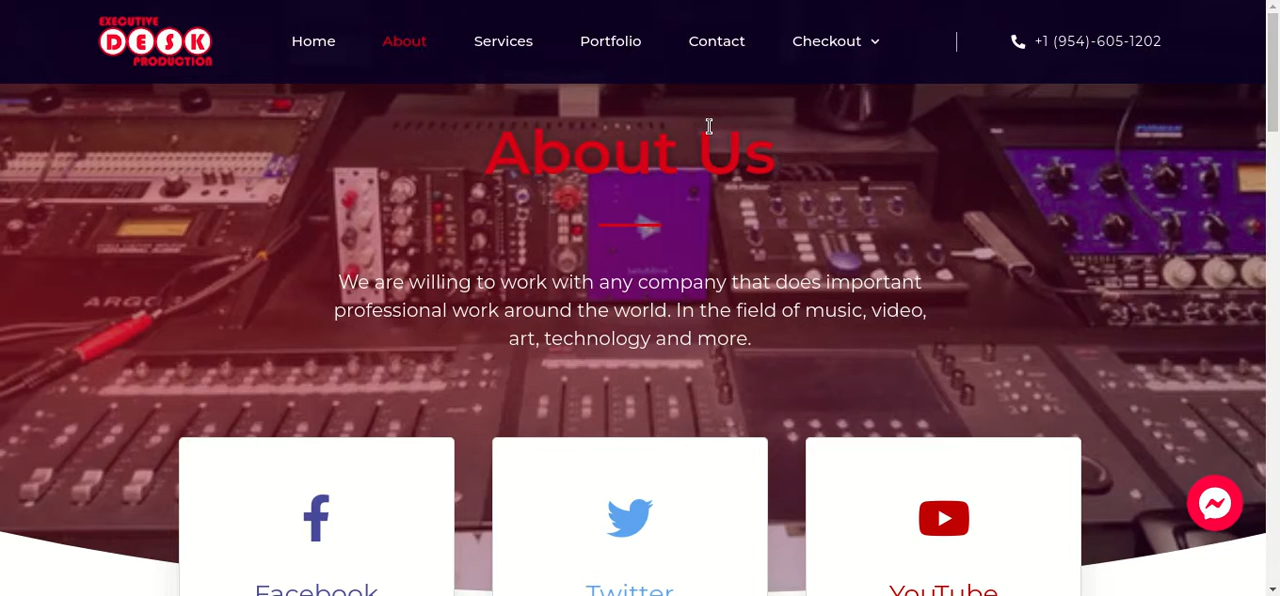 EXECUTIVE
DESK
PRODUCTION
Home
About
Services
Portfolio
Contact
Checkout
+1 (954)-605-1202
About Us
We are willing to work with any company that does important
professional work around the world. In the field of music, video,
art, technology and more.
Facebook
Twitter
YouTube